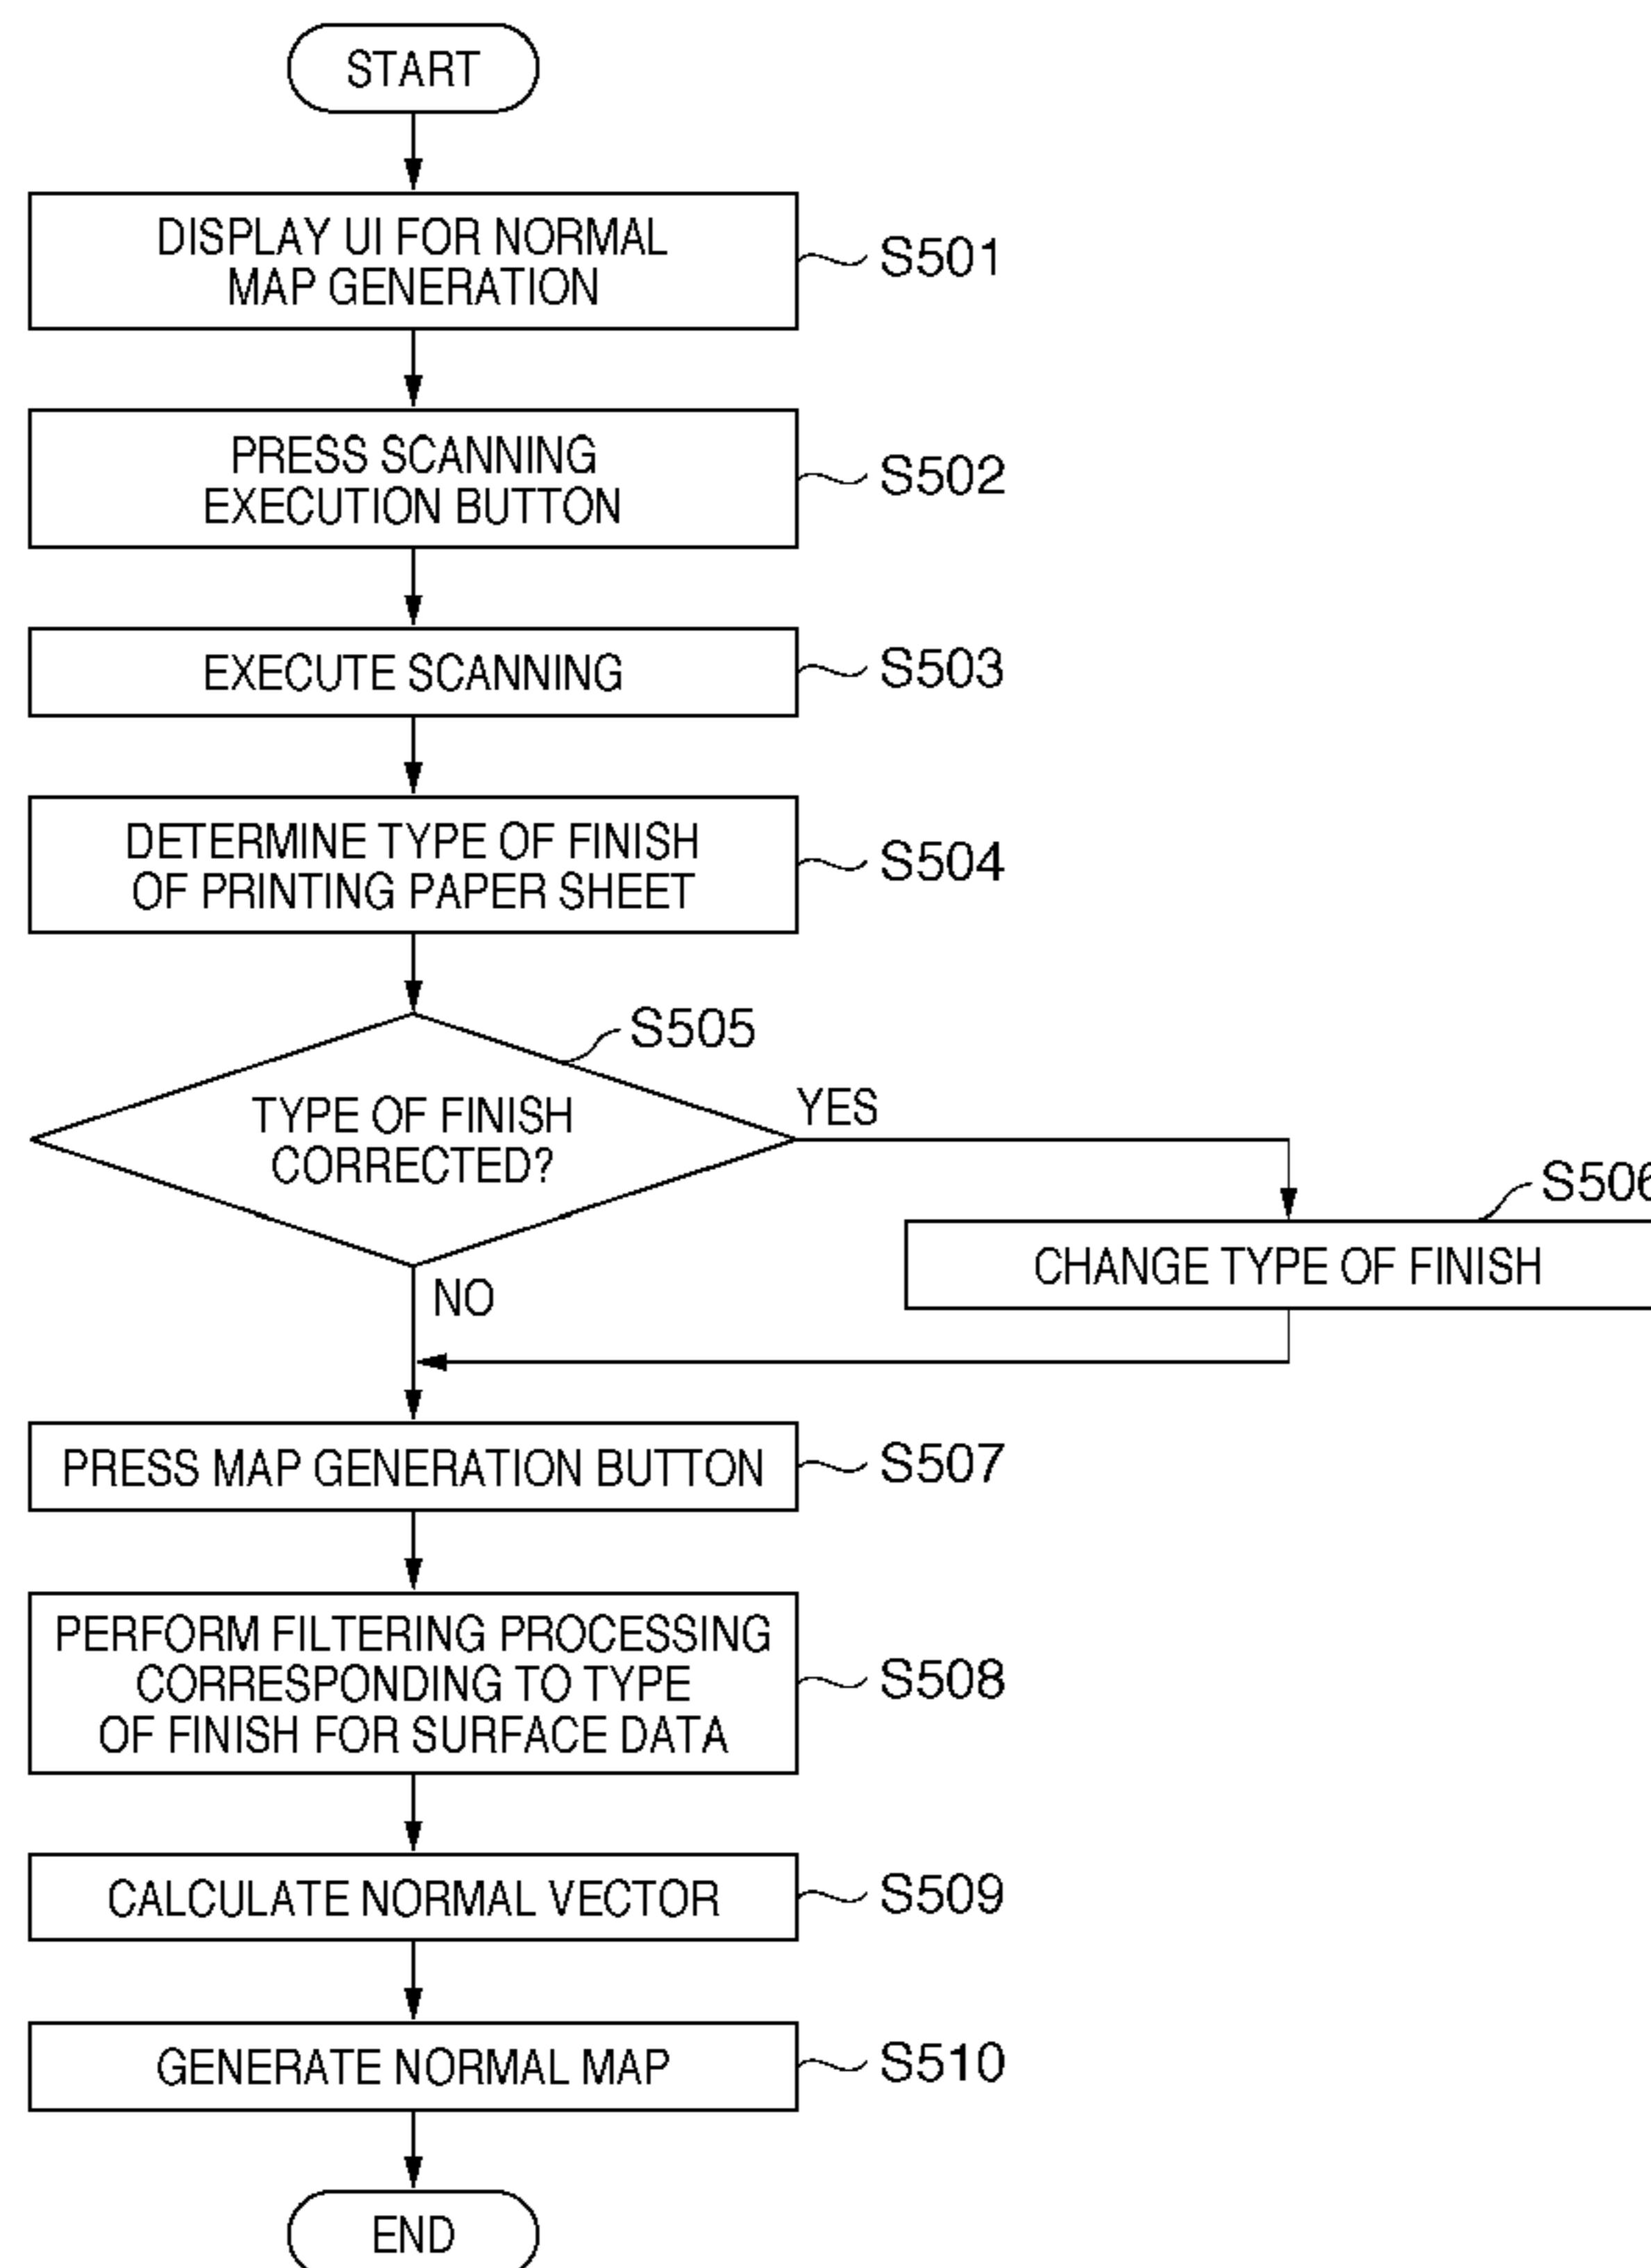 START
DISPLAY UI FOR NORMAL
MAP GENERATION
S501
PRESS SCANNING
EXECUTION BUTTON
S502
EXECUTE SCANNING
S503
DETERMINE TYPE OF FINISH
OF PRINTING PAPER SHEET
S504
S505
TYPE OF FINISH
CORRECTED?
YES
S506
CHANGE TYPE OF FINISH
NO
PRESS MAP GENERATION BUTTON
S507
PERFORM FILTERING PROCESSING
CORRESPONDING TO TYPE
OF FINISH FOR SURFACE DATA
S508
CALCULATE NORMAL VECTOR
S509
GENERATE NORMAL MAP
S510
END